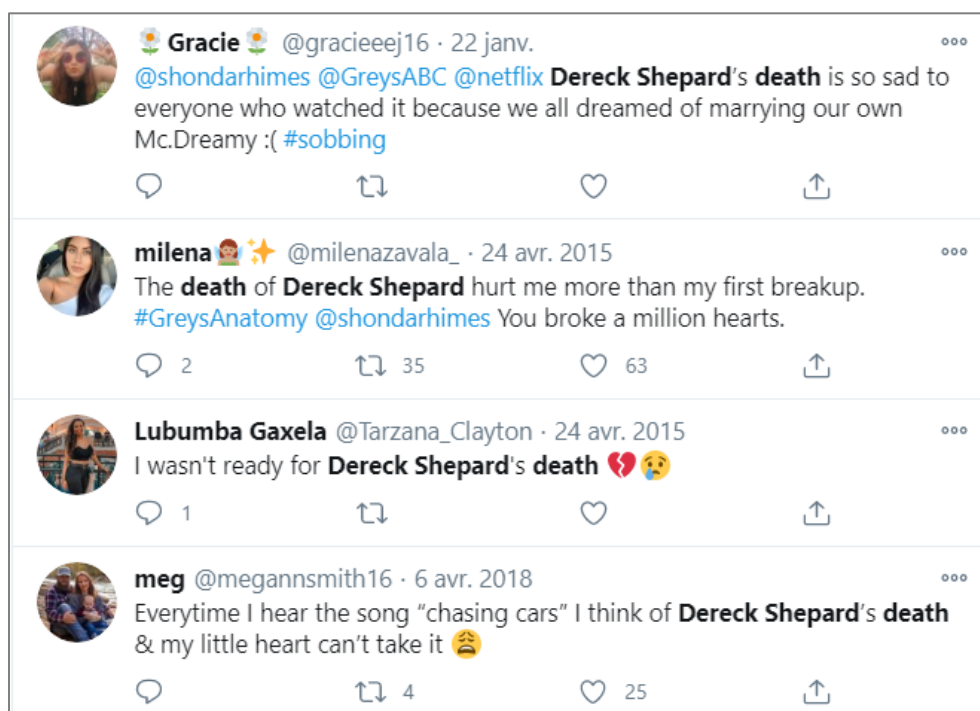 🌼 Gracie 🌼 @gracieeej16 · 22 janv.
@shondarhimes @GreysABC @netflix Dereck Shepard's death is so sad to
everyone who watched it because we all dreamed of marrying our own
Mc.Dreamy :( #sobbing
milena @milenazavala_ · 24 avr. 2015
The death of Dereck Shepard hurt me more than my first breakup.
#GreysAnatomy @shondarhimes You broke a million hearts.
2 35 63
Lubumba Gaxela @Tarzana_Clayton · 24 avr. 2015
I wasn't ready for Dereck Shepard's death 💔😢
1
meg @megannsmith16 · 6 avr. 2018
Everytime I hear the song “chasing cars” I think of Dereck Shepard’s death
& my little heart can’t take it 😩
4 25